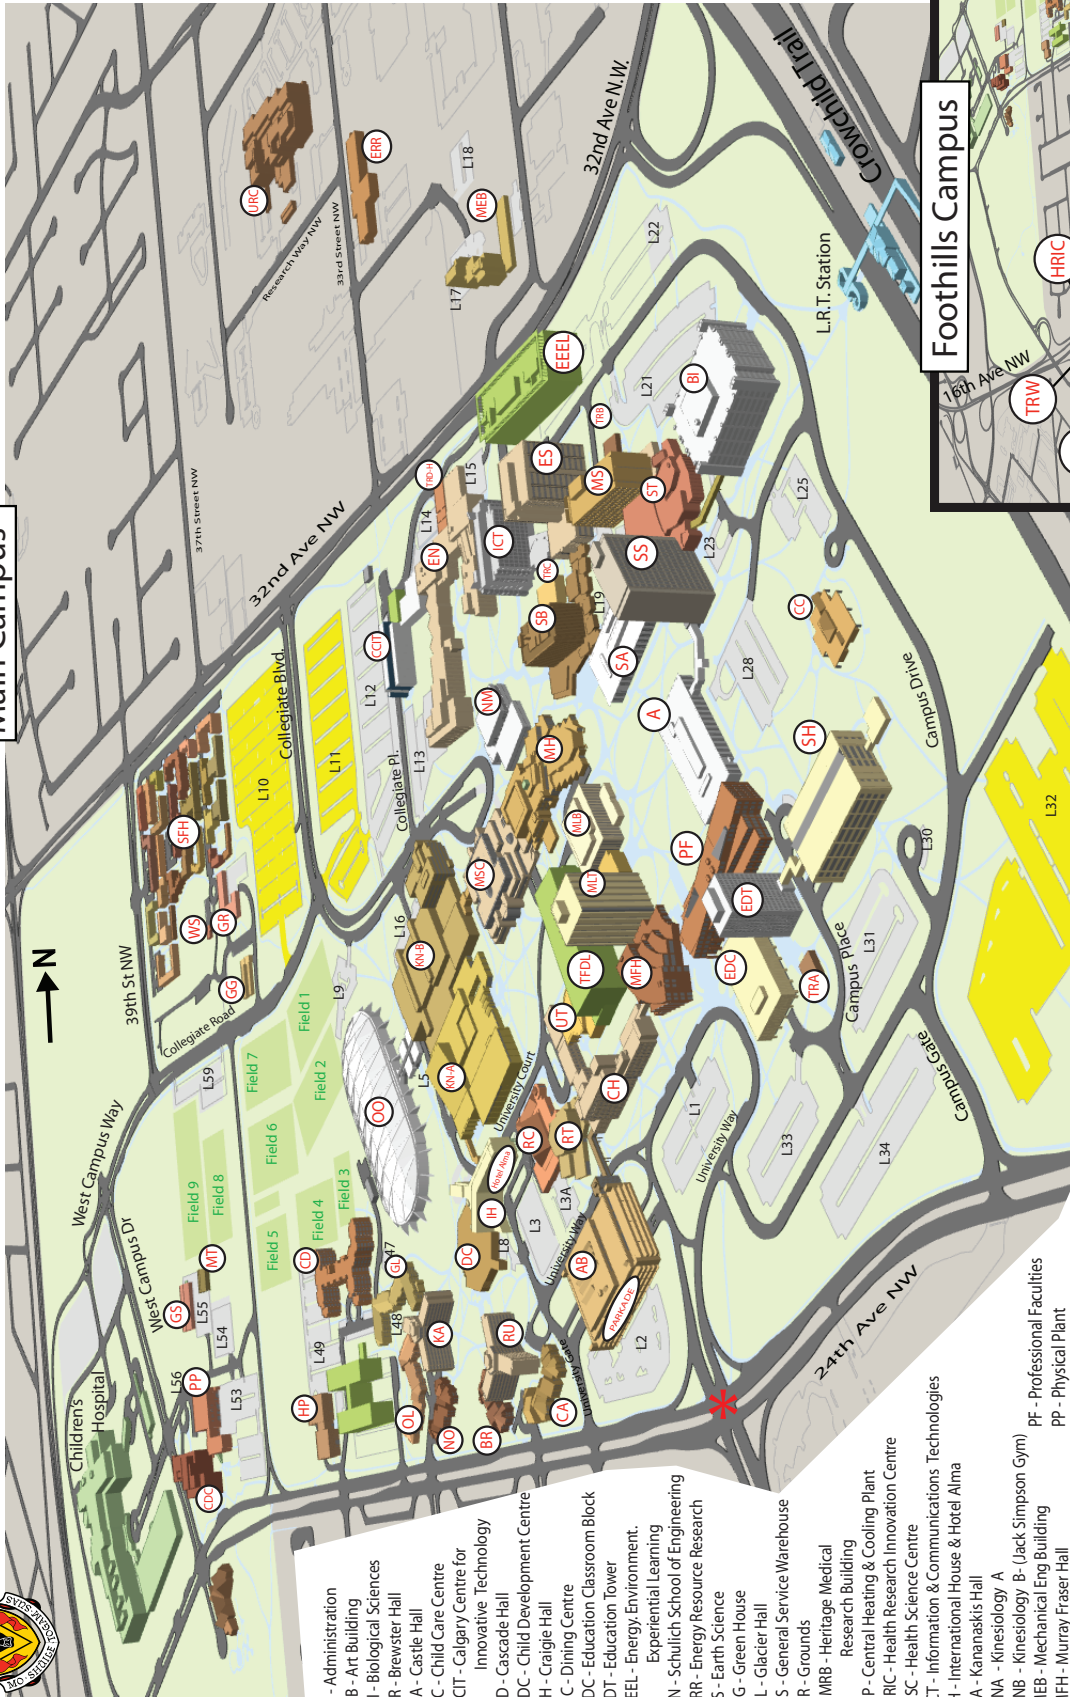 Main Campus
N
39th St NW
37th Street NW
32nd Ave NW
32nd Ave N.W.
33rd Street NW
Research Way NW
Crowchild Trail
L.R.T. Station
Foothills Campus
16th Ave NW
HRIC
TRW
URC
ERR
MEB
L18
L17
L22
L21
EEEL
BI
TRB
ES
MS
ST
TRD-H
L15
L14
EN
ICT
TRC
SB
L19
SS
SA
L23
L25
CC
L28
A
SH
Campus Drive
L30
L32
Collegiate Blvd.
L10
L11
L12
L13
CCIT
Collegiate Pl.
NM
MH
MLB
MLT
MSC
SFH
WS
GR
GG
Collegiate Road
L9
L16
KN-B
KN-A
L5
OO
TFDL
MFH
UT
PF
EDT
EDC
TRA
Campus Place
L31
Campus Gate
CH
University Court
RC
RT
Hotel Alma
IH
L3
L3A
L8
DC
University Way
L1
University Way
L33
L34
AB
PARKADE
L2
University Gate
24th Ave NW
Field 1
Field 2
Field 3
Field 4
Field 5
Field 6
Field 7
Field 8
Field 9
L59
West Campus Way
West Campus Dr
MT
GS
L55
L54
L56
PP
L53
CDC
Children's
Hospital
CD
L49
HP
L47
GL
L48
KA
OL
NO
RU
BR
CA
MO·SHUILE·TOGAM·SUAS
- Administration
B - Art Building
I - Biological Sciences
R - Brewster Hall
A - Castle Hall
C - Child Care Centre
CIT - Calgary Centre for
Innovative Technology
D - Cascade Hall
DC - Child Development Centre
H - Craigie Hall
C - Dining Centre
DC - Education Classroom Block
DT - Education Tower
EEL - Energy. Environment.
Experiential Learning
N - Schulich School of Engineering
RR - Energy Resource Research
S - Earth Science
G - Green House
L - Glacier Hall
S - General Service Warehouse
R - Grounds
MRB - Heritage Medical
Research Building
P - Central Heating & Cooling Plant
RIC - Health Research Innovation Centre
SC - Health Science Centre
CT - Information & Communications Technologies
H - International House & Hotel Alma
A - Kananaskis Hall
NA - Kinesiology A
NB - Kinesiology B- (Jack Simpson Gym)
EB - Mechanical Eng Building
FH - Murray Fraser Hall
PF - Professional Faculties
PP - Physical Plant